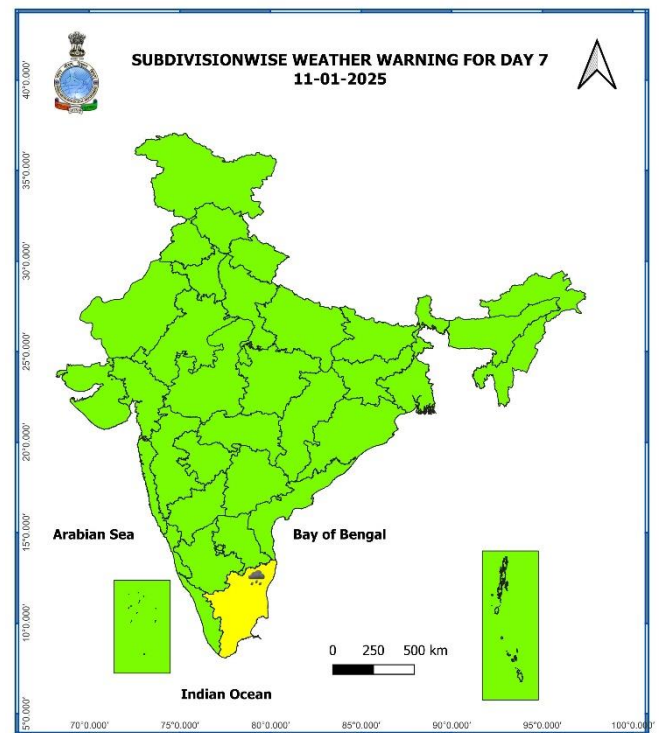 SUBDIVISIONWISE WEATHER WARNING FOR DAY 7
11-01-2025
40°0.000'
35°0.000'
30°0.000'
25°0.000'
20°0.000'
15°0.000'
10°0.000'
5°0.000'
Arabian Sea
Bay of Bengal
0 250 500 km
Indian Ocean
70°0.000' 75°0.000' 80°0.000' 85°0.000' 90°0.000' 95°0.000' 100°0.000'